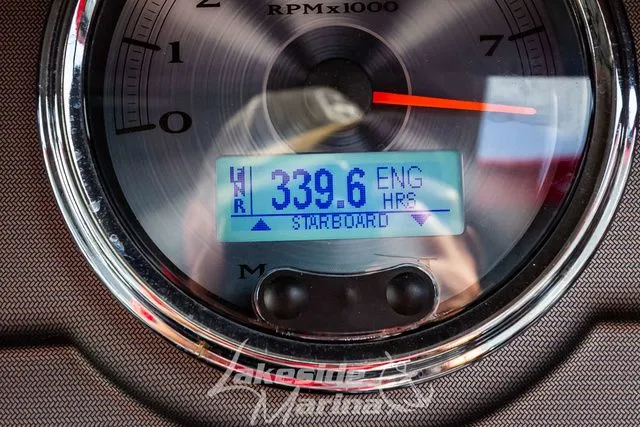 2
RPMx1000
1
7
0
F
N
R
339.6 ENG
HRS
STARBOARD
M T
Lakeside
Marina